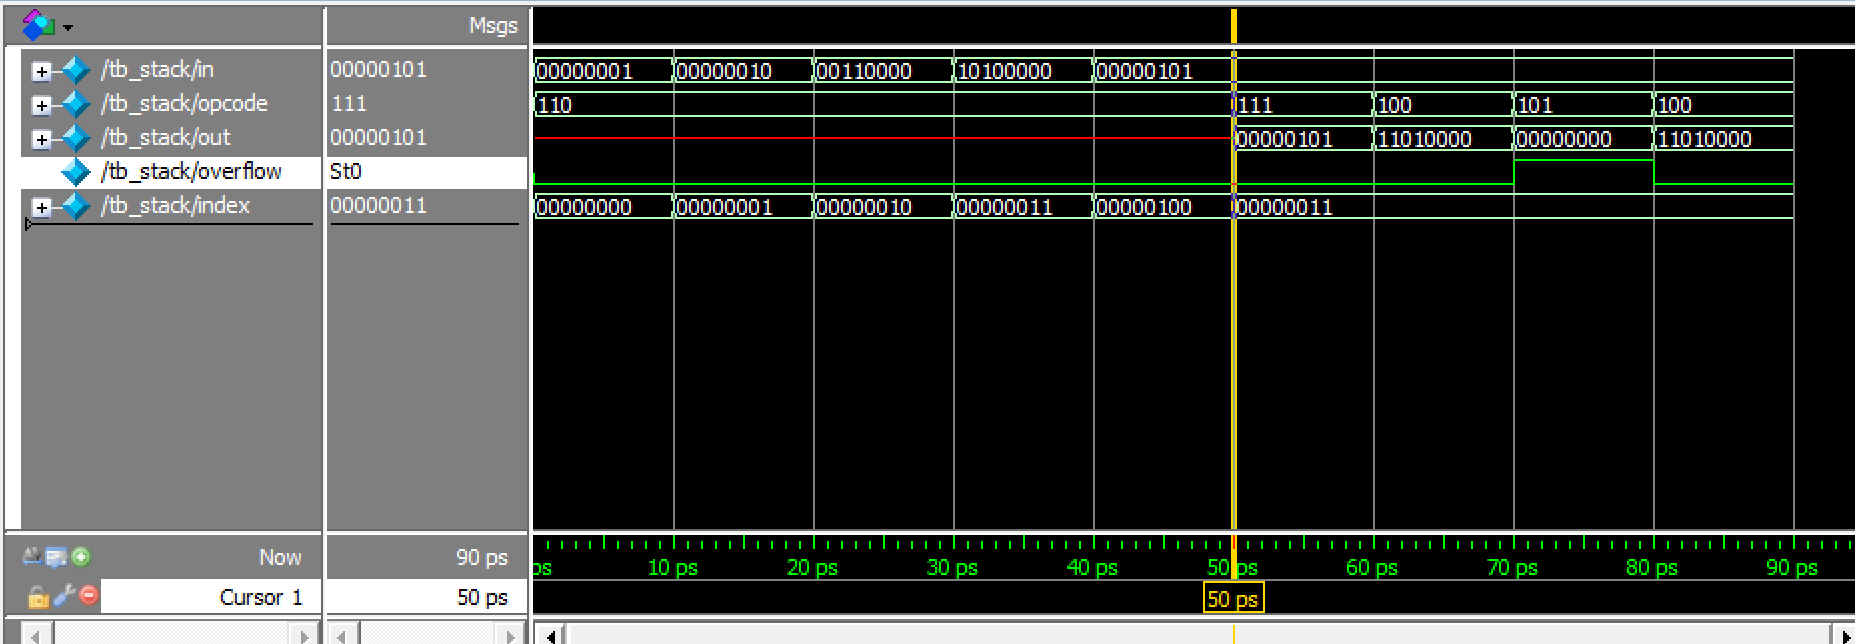 Msgs
/tb_stack/in 00000101 00000001 00000010 00110000 10100000 00000101
/tb_stack/opcode 111 110 111 100 101 100
/tb_stack/out 00000101 00000101 11010000 00000000 11010000
/tb_stack/overflow St0
/tb_stack/index 00000011 00000000 00000001 00000010 00000011 00000100 00000011
Now 90 ps ps 10 ps 20 ps 30 ps 40 ps 50 ps 60 ps 70 ps 80 ps 90 ps
Cursor 1 50 ps 50 ps